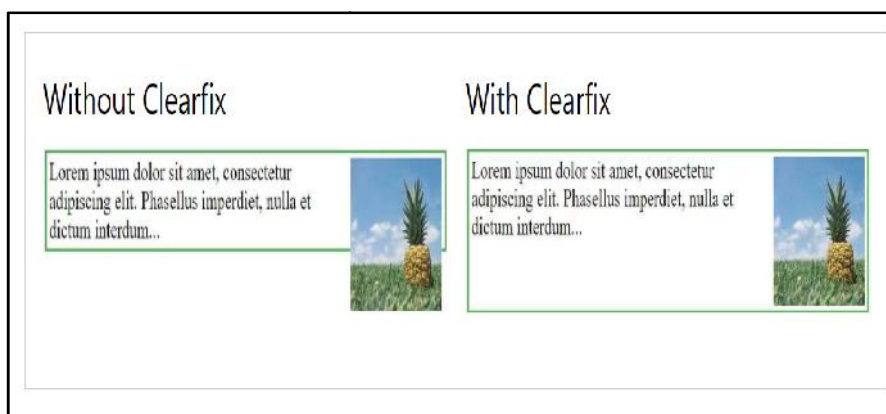 Without Clearfix
Lorem ipsum dolor sit amet, consectetur
adipiscing elit. Phasellus imperdiet, nulla et
dictum interdum...
With Clearfix
Lorem ipsum dolor sit amet, consectetur
adipiscing elit. Phasellus imperdiet, nulla et
dictum interdum...